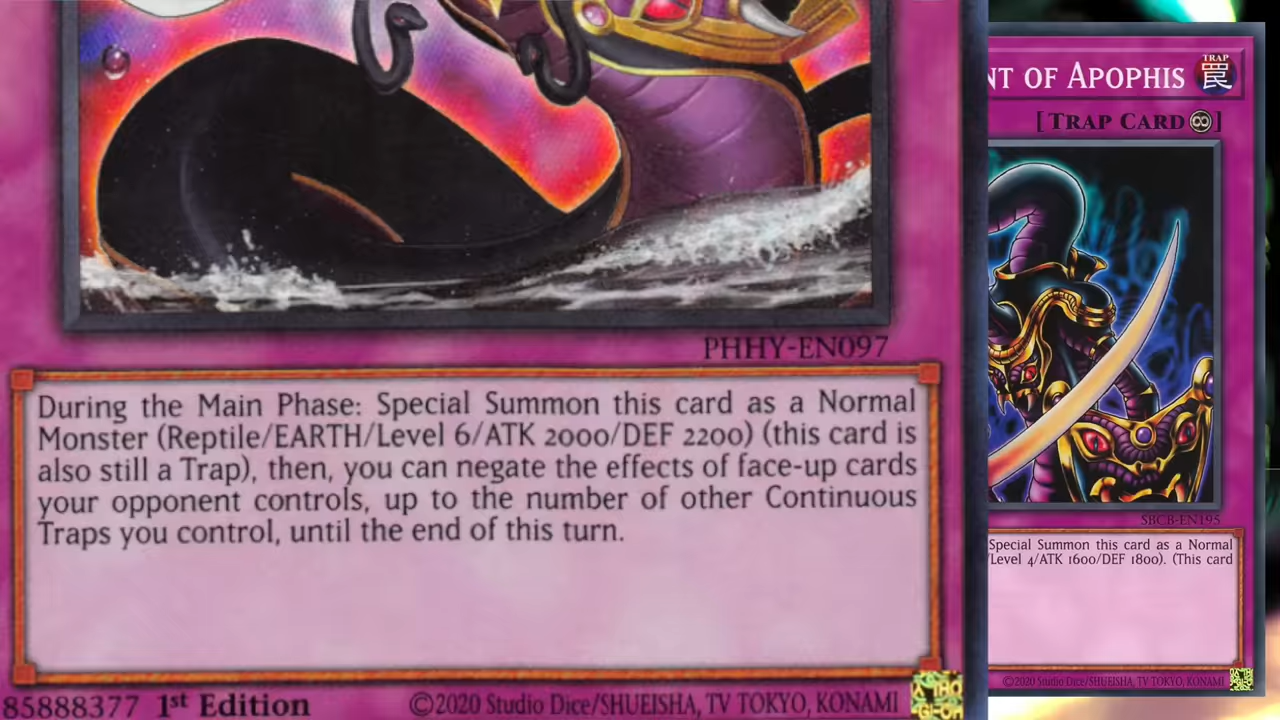 PHHY-EN097
During the Main Phase: Special Summon this card as a Normal
Monster (Reptile/EARTH/Level 6/ATK 2000/DEF 2200) (this card is
also still a Trap), then, you can negate the effects of face-up cards
your opponent controls, up to the number of other Continuous
Traps you control, until the end of this turn.
85888377 1st Edition
©2020 Studio Dice/SHUEISHA, TV TOKYO, KONAMI
NT OF APOPHIS
TRAP
罠
[TRAP CARD ]
SBCB-EN195
Special Summon this card as a Normal
/Level 4/ATK 1600/DEF 1800). (This card
©2020 Studio Dice/SHUEISHA, TV TOKYO, KONAMI